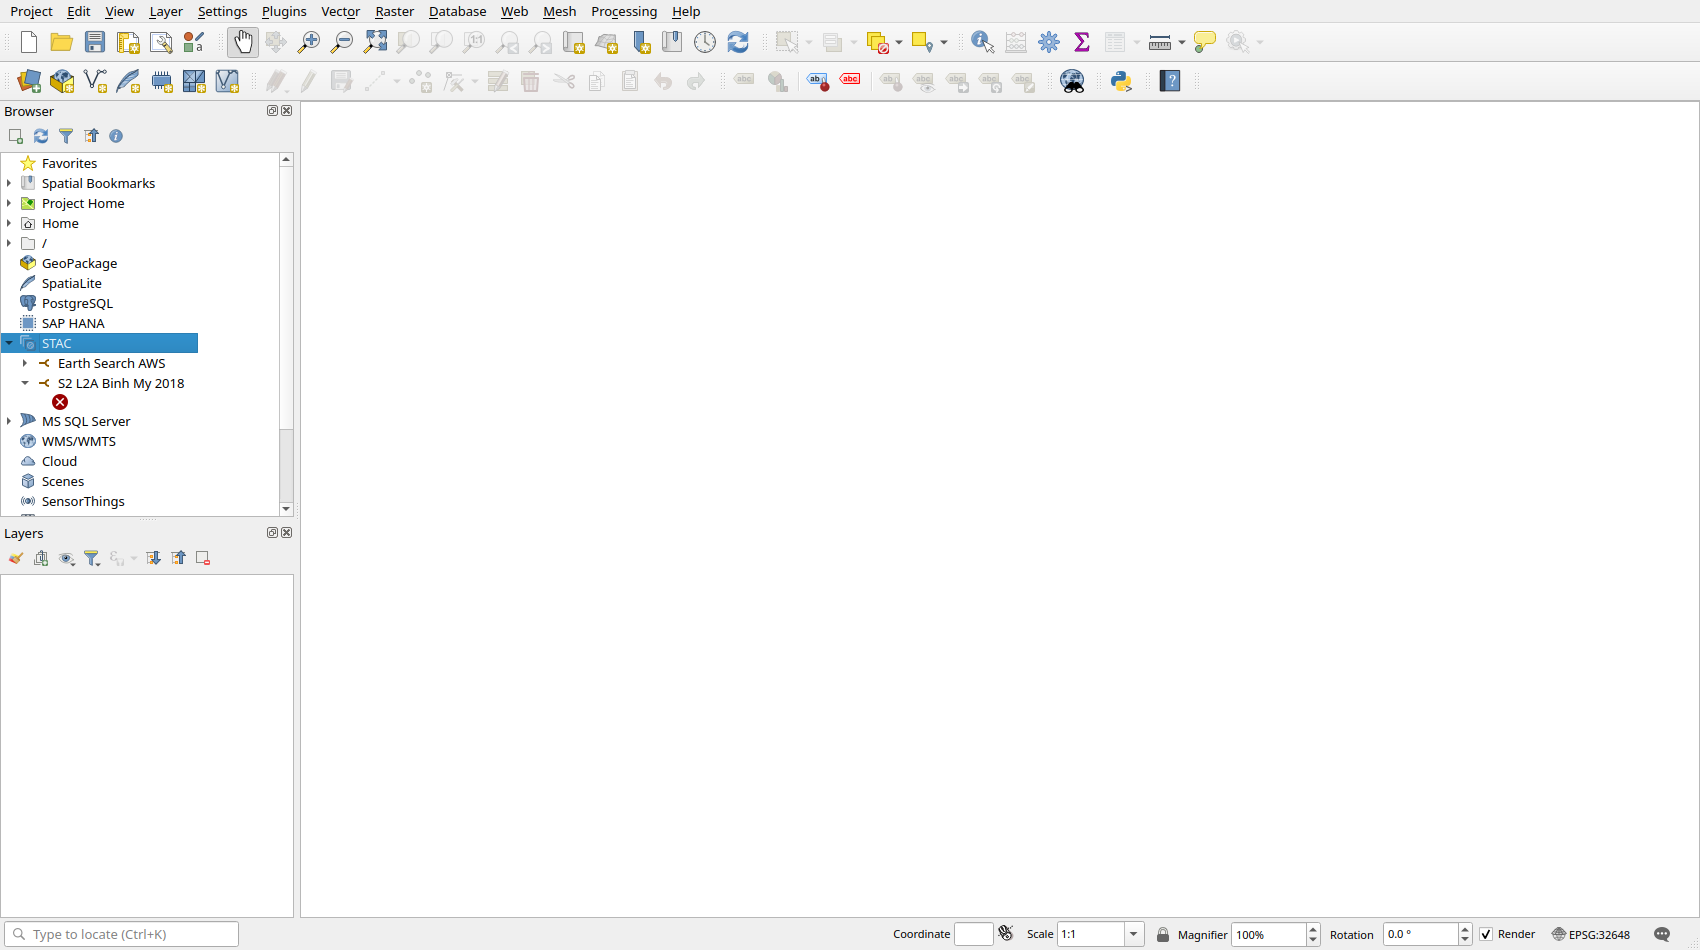 Project Edit View Layer Settings Plugins Vector Raster Database Web Mesh Processing Help
Browser
Favorites
Spatial Bookmarks
Project Home
Home
/
GeoPackage
SpatiaLite
PostgreSQL
SAP HANA
STAC
Earth Search AWS
S2 L2A Binh My 2018
MS SQL Server
WMS/WMTS
Cloud
Scenes
SensorThings
Layers
Type to locate (Ctrl+K)
Coordinate Scale 1:1 Magnifier 100% Rotation 0.0 ° Render EPSG:32648